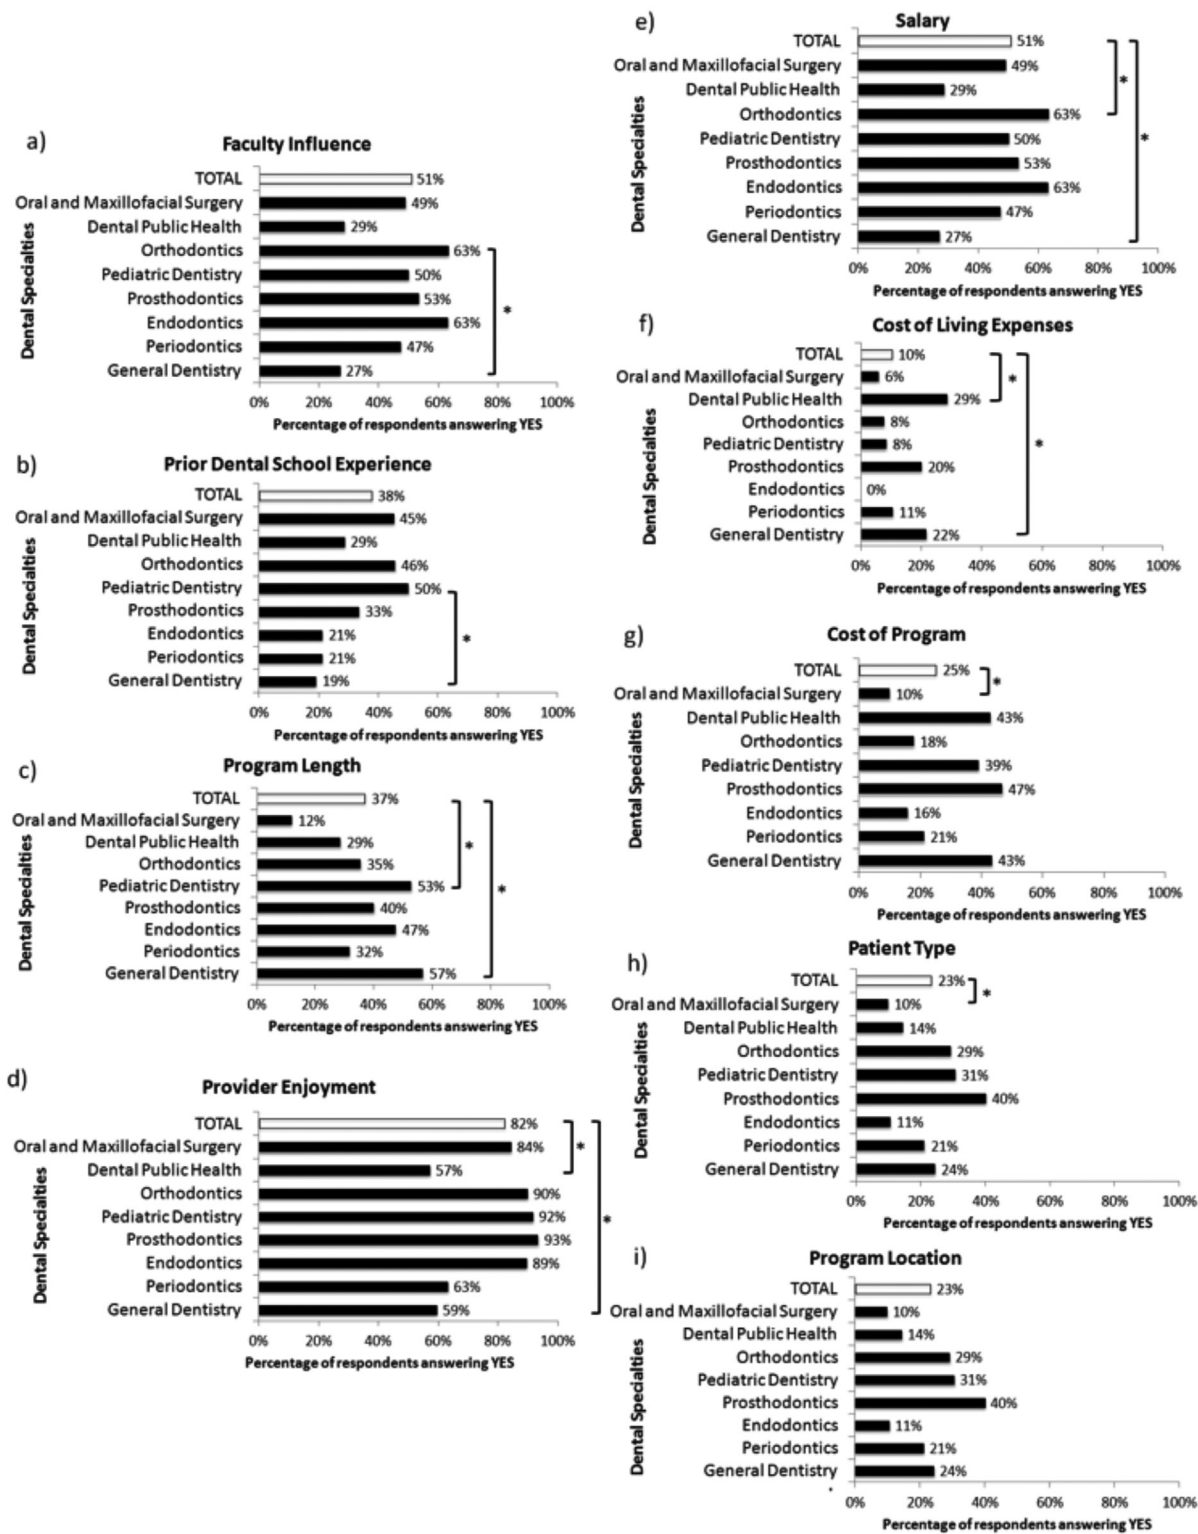 a)
Faculty Influence
Dental Specialties
TOTAL 51%
Oral and Maxillofacial Surgery 49%
Dental Public Health 29%
Orthodontics 63%
Pediatric Dentistry 50%
Prosthodontics 53%
Endodontics 63%
Periodontics 47%
General Dentistry 27%
*
0% 20% 40% 60% 80% 100%
Percentage of respondents answering YES
b)
Prior Dental School Experience
Dental Specialties
TOTAL 38%
Oral and Maxillofacial Surgery 45%
Dental Public Health 29%
Orthodontics 46%
Pediatric Dentistry 50%
Prosthodontics 33%
Endodontics 21%
Periodontics 21%
General Dentistry 19%
*
0% 20% 40% 60% 80% 100%
Percentage of respondents answering YES
c)
Program Length
Dental Specialties
TOTAL 37%
Oral and Maxillofacial Surgery 12%
Dental Public Health 29%
Orthodontics 35%
Pediatric Dentistry 53%
Prosthodontics 40%
Endodontics 47%
Periodontics 32%
General Dentistry 57%
* *
0% 20% 40% 60% 80% 100%
Percentage of respondents answering YES
d)
Provider Enjoyment
Dental Specialties
TOTAL 82%
Oral and Maxillofacial Surgery 84%
Dental Public Health 57%
Orthodontics 90%
Pediatric Dentistry 92%
Prosthodontics 93%
Endodontics 89%
Periodontics 63%
General Dentistry 59%
* *
0% 20% 40% 60% 80% 100%
Percentage of respondents answering YES
e)
Salary
Dental Specialties
TOTAL 51%
Oral and Maxillofacial Surgery 49%
Dental Public Health 29%
Orthodontics 63%
Pediatric Dentistry 50%
Prosthodontics 53%
Endodontics 63%
Periodontics 47%
General Dentistry 27%
* *
0% 20% 40% 60% 80% 100%
Percentage of respondents answering YES
f)
Cost of Living Expenses
Dental Specialties
TOTAL 10%
Oral and Maxillofacial Surgery 6%
Dental Public Health 29%
Orthodontics 8%
Pediatric Dentistry 8%
Prosthodontics 20%
Endodontics 0%
Periodontics 11%
General Dentistry 22%
* *
0% 20% 40% 60% 80% 100%
Percentage of respondents answering YES
g)
Cost of Program
Dental Specialties
TOTAL 25%
Oral and Maxillofacial Surgery 10%
Dental Public Health 43%
Orthodontics 18%
Pediatric Dentistry 39%
Prosthodontics 47%
Endodontics 16%
Periodontics 21%
General Dentistry 43%
*
0% 20% 40% 60% 80% 100%
Percentage of respondents answering YES
h)
Patient Type
Dental Specialties
TOTAL 23%
Oral and Maxillofacial Surgery 10%
Dental Public Health 14%
Orthodontics 29%
Pediatric Dentistry 31%
Prosthodontics 40%
Endodontics 11%
Periodontics 21%
General Dentistry 24%
*
0% 20% 40% 60% 80% 100%
Percentage of respondents answering YES
i)
Program Location
Dental Specialties
TOTAL 23%
Oral and Maxillofacial Surgery 10%
Dental Public Health 14%
Orthodontics 29%
Pediatric Dentistry 31%
Prosthodontics 40%
Endodontics 11%
Periodontics 21%
General Dentistry 24%
0% 20% 40% 60% 80% 100%
Percentage of respondents answering YES